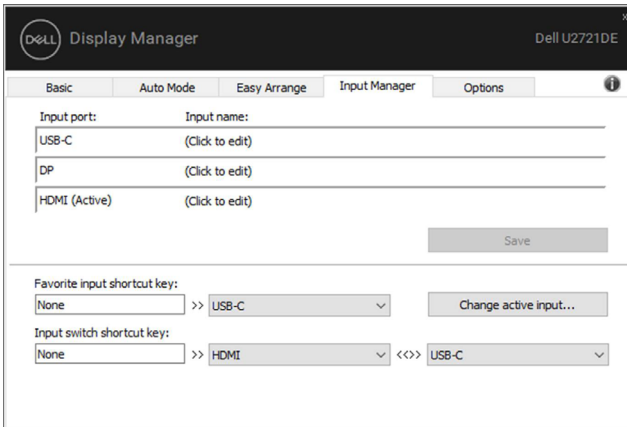 DELL Display Manager Dell U2721DE
Basic Auto Mode Easy Arrange Input Manager Options
Input port: Input name:
USB-C (Click to edit)
DP (Click to edit)
HDMI (Active) (Click to edit)
Save
Favorite input shortcut key:
None >> USB-C Change active input...
Input switch shortcut key:
None >> HDMI <<>> USB-C